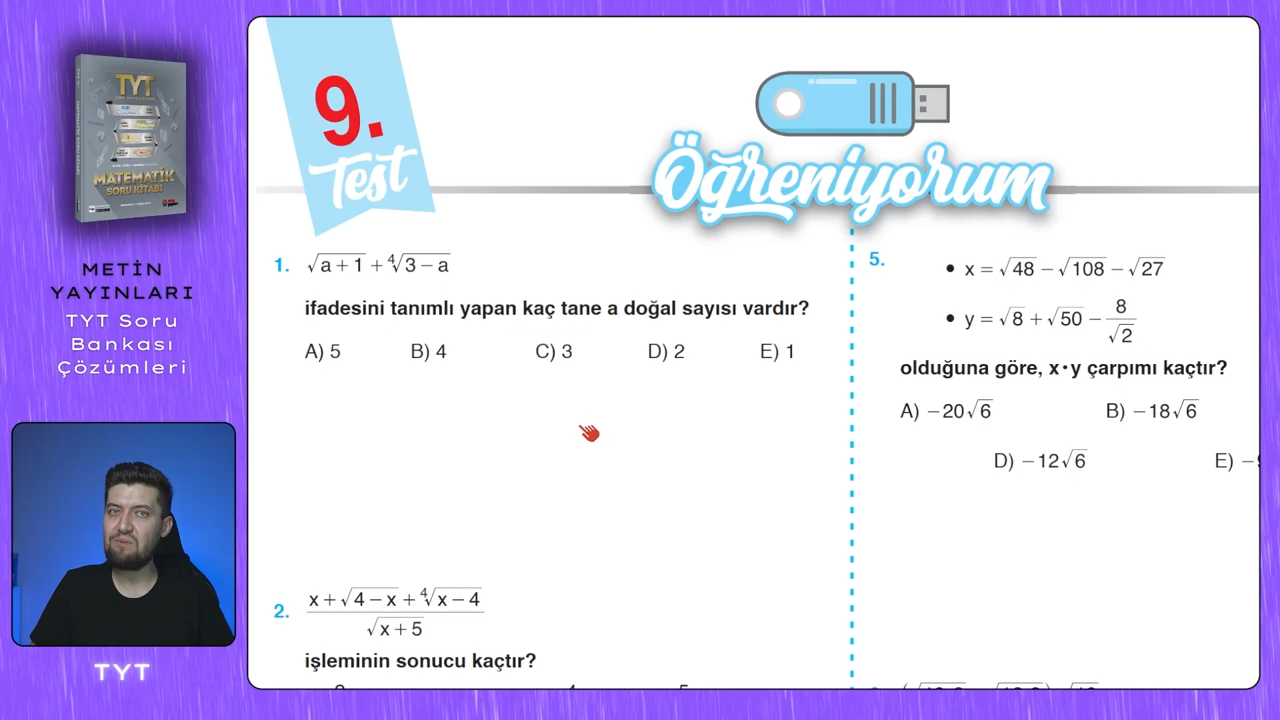 TYT
MATEMATİK
SORU KİTABI
METİN
YAYINLARI
TYT Soru
Bankası
Çözümleri
TYT
9.
Test
Öğreniyorum
1. √(a + 1) + ⁴√(3 − a)
ifadesini tanımlı yapan kaç tane a doğal sayısı vardır?
A) 5 B) 4 C) 3 D) 2 E) 1
2. (x + √(4 − x) + ⁴√(x − 4)) / √(x + 5)
işleminin sonucu kaçtır?
5.
• x = √48 − √108 − √27
• y = √8 + √50 − 8/√2
olduğuna göre, x·y çarpımı kaçtır?
A) −20√6 B) −18√6
D) −12√6 E) −